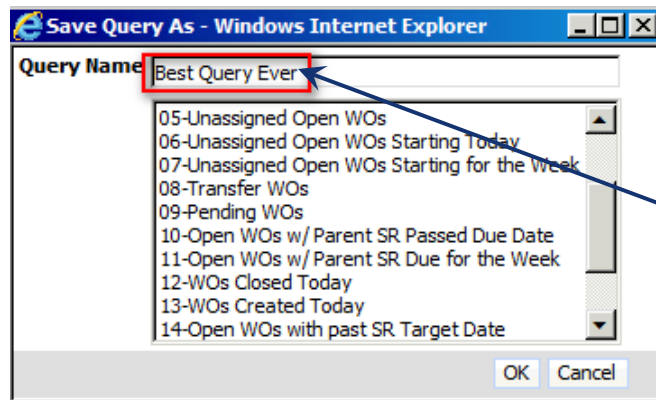 Save Query As - Windows Internet Explorer
Query Name Best Query Ever
05-Unassigned Open WOs
06-Unassigned Open WOs Starting Today
07-Unassigned Open WOs Starting for the Week
08-Transfer WOs
09-Pending WOs
10-Open WOs w/ Parent SR Passed Due Date
11-Open WOs w/ Parent SR Due for the Week
12-WOs Closed Today
13-WOs Created Today
14-Open WOs with past SR Target Date
OK Cancel